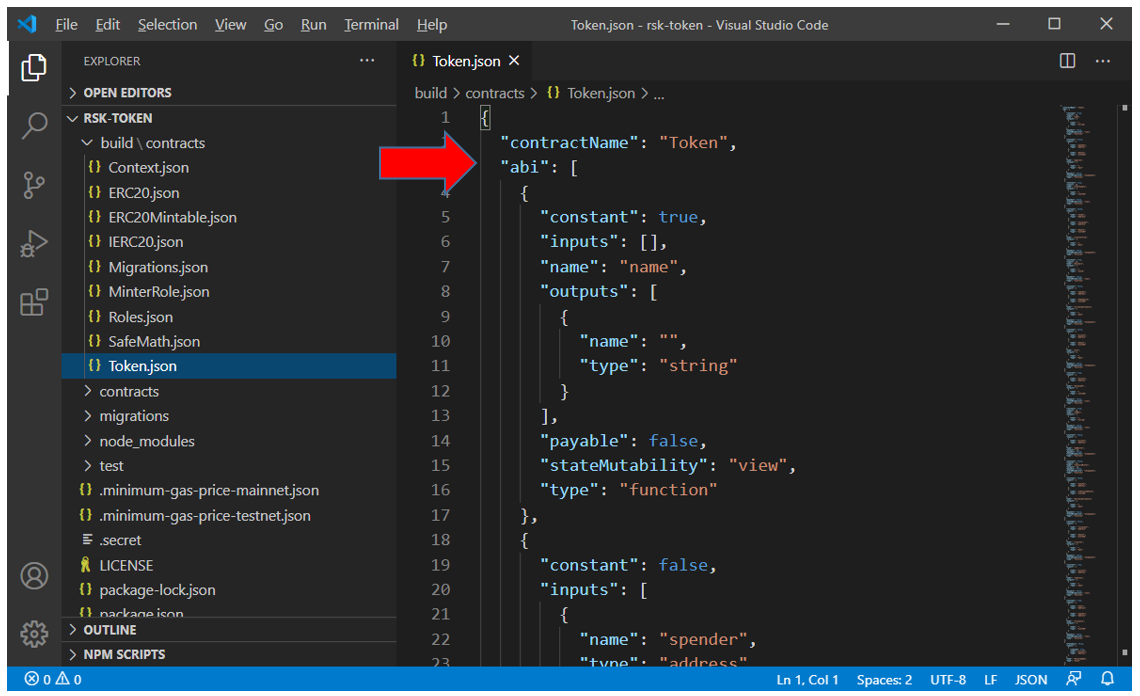 File Edit Selection View Go Run Terminal Help Token.json - rsk-token - Visual Studio Code
EXPLORER
OPEN EDITORS
RSK-TOKEN
build \ contracts
Context.json
ERC20.json
ERC20Mintable.json
IERC20.json
Migrations.json
MinterRole.json
Roles.json
SafeMath.json
Token.json
contracts
migrations
node_modules
test
.minimum-gas-price-mainnet.json
.minimum-gas-price-testnet.json
.secret
LICENSE
package-lock.json
package.json
OUTLINE
NPM SCRIPTS
Token.json
build > contracts > {} Token.json > ...
1 {
"contractName": "Token",
"abi": [
4 {
5 "constant": true,
6 "inputs": [],
7 "name": "name",
8 "outputs": [
9 {
10 "name": "",
11 "type": "string"
12 }
13 ],
14 "payable": false,
15 "stateMutability": "view",
16 "type": "function"
17 },
18 {
19 "constant": false,
20 "inputs": [
21 {
22 "name": "spender",
23 "type": "address"
0 0 Ln 1, Col 1 Spaces: 2 UTF-8 LF JSON